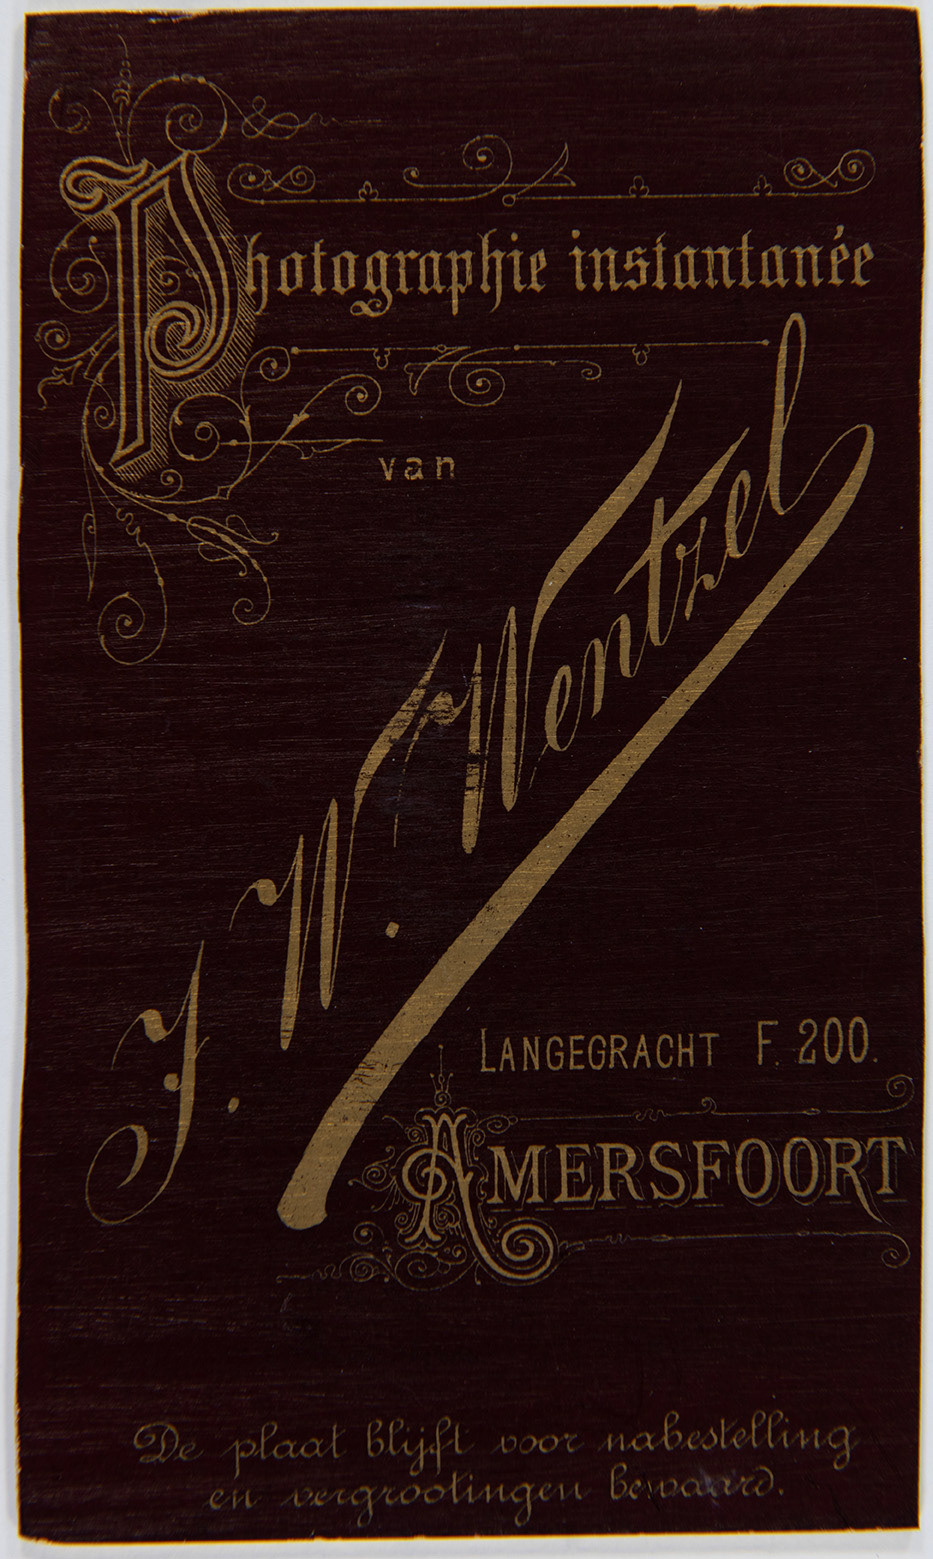 Photographie instantanée
van
J. W. Wentzel
LANGEGRACHT F. 200.
AMERSFOORT
De plaat blijft voor nabestelling
en vergrootingen bewaard.